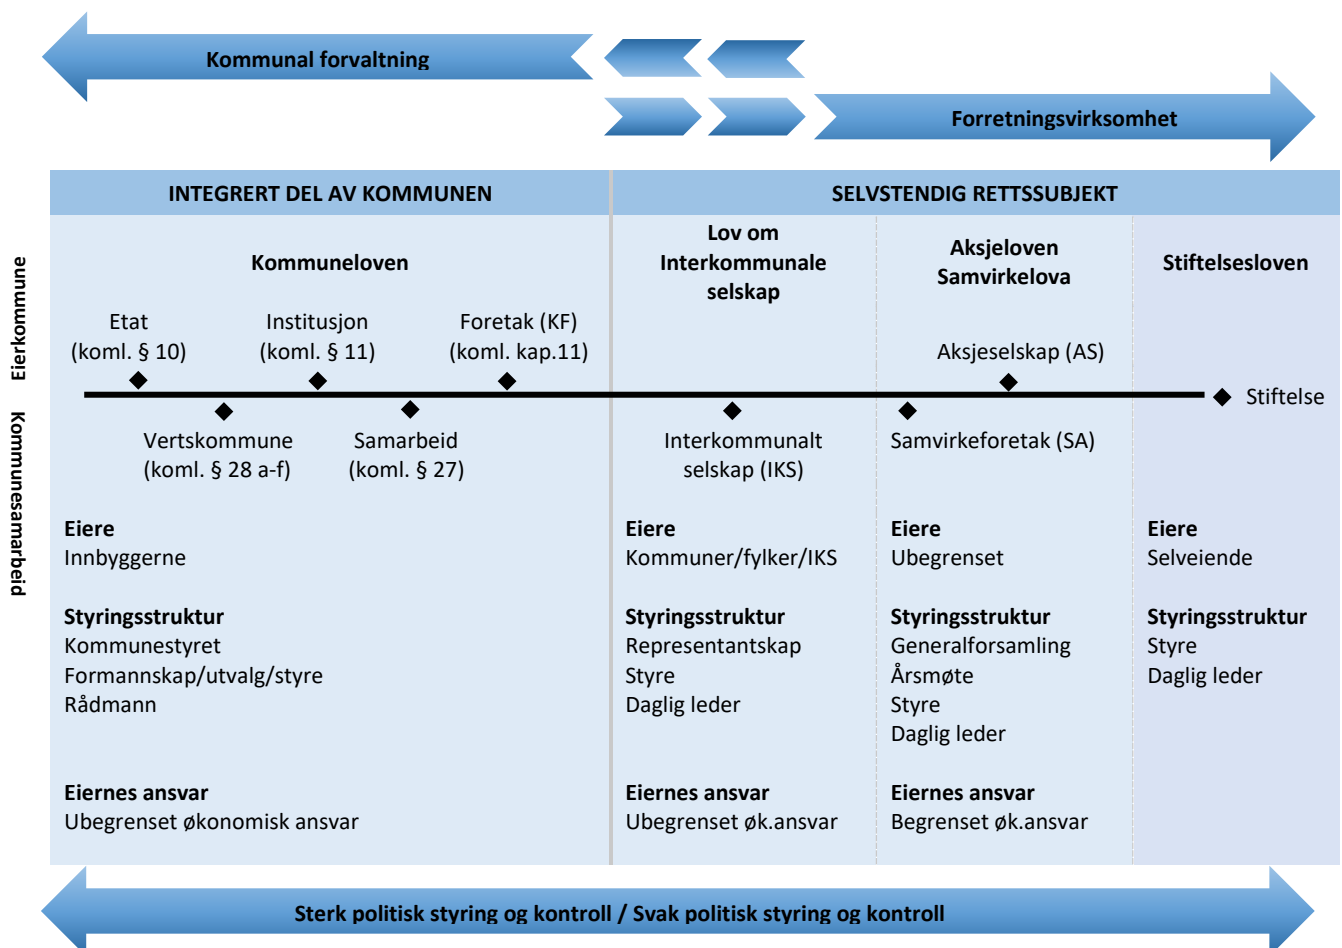 Kommunal forvaltning
Forretningsvirksomhet
INTEGRERT DEL AV KOMMUNEN
SELVSTENDIG RETTSSUBJEKT
Eierkommune
Kommunesamarbeid
Kommuneloven
Lov om
Interkommunale
selskap
Aksjeloven
Samvirkelova
Stiftelsesloven
Etat
(koml. § 10)
Institusjon
(koml. § 11)
Foretak (KF)
(koml. kap.11)
Aksjeselskap (AS)
Stiftelse
Vertskommune
(koml. § 28 a-f)
Samarbeid
(koml. § 27)
Interkommunalt
selskap (IKS)
Samvirkeforetak (SA)
Eiere
Innbyggerne
Styringsstruktur
Kommunestyret
Formannskap/utvalg/styre
Rådmann
Eiernes ansvar
Ubegrenset økonomisk ansvar
Eiere
Kommuner/fylker/IKS
Styringsstruktur
Representantskap
Styre
Daglig leder
Eiernes ansvar
Ubegrenset øk.ansvar
Eiere
Ubegrenset
Styringsstruktur
Generalforsamling
Årsmøte
Styre
Daglig leder
Eiernes ansvar
Begrenset øk.ansvar
Eiere
Selveiende
Styringsstruktur
Styre
Daglig leder
Sterk politisk styring og kontroll / Svak politisk styring og kontroll